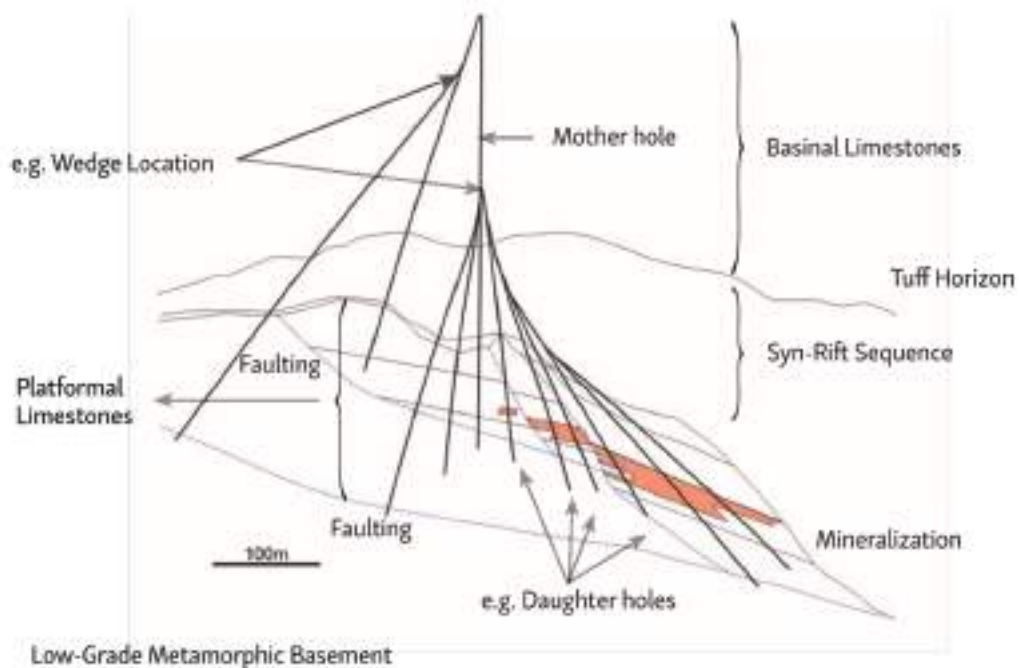 Mother hole
Basinal Limestones
e.g. Wedge Location
Tuff Horizon
Syn-Rift Sequence
Faulting
Platformal
Limestones
Faulting
Mineralization
100m
e.g. Daughter holes
Low-Grade Metamorphic Basement